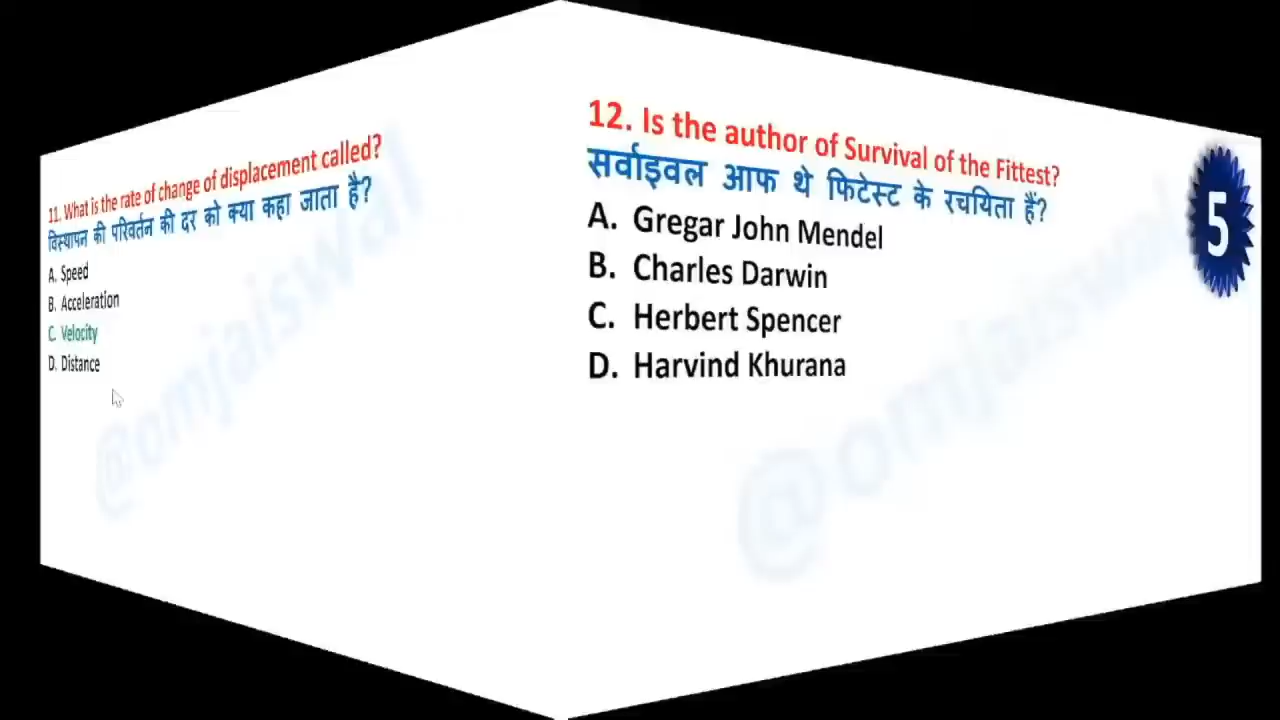 11. What is the rate of change of displacement called?
विस्थापन की परिवर्तन की दर को क्या कहा जाता है?
A. Speed
B. Acceleration
C. Velocity
D. Distance
@omjaiswal
12. Is the author of Survival of the Fittest?
सर्वाइवल आफ थे फिटेस्ट के रचयिता हैं?
A. Gregar John Mendel
B. Charles Darwin
C. Herbert Spencer
D. Harvind Khurana
5
@omjaiswal